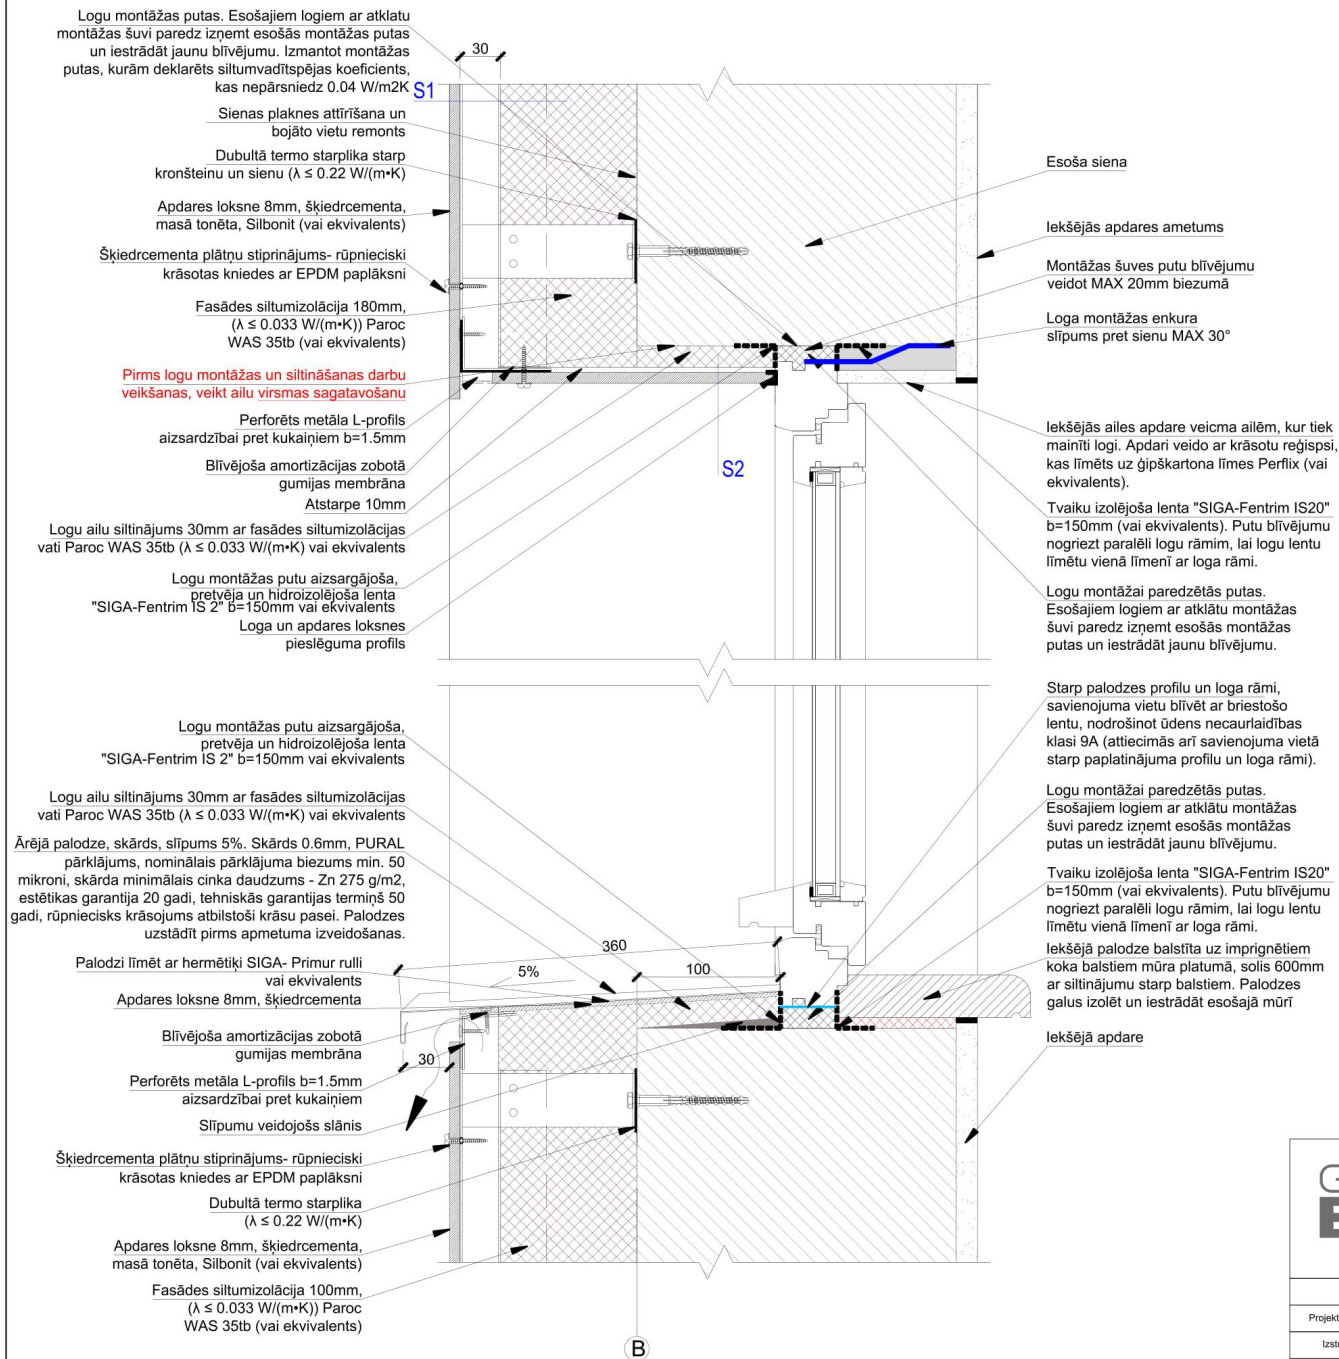 Logu montāžas putas. Esošajiem logiem ar atklatu
montāžas šuvi paredz izņemt esošās montāžas putas
un iestrādāt jaunu blīvējumu. Izmantot montāžas
putas, kurām deklarēts siltumvadītspējas koeficients,
kas nepārsniedz 0.04 W/m2K
S1
30
Sienas plaknes attīrīšana un
bojāto vietu remonts
Dubultā termo starplika starp
kronšteinu un sienu (λ ≤ 0.22 W/(m•K)
Apdares loksne 8mm, šķiedrcementa,
masā tonēta, Silbonit (vai ekvivalents)
Šķiedrcementa plātņu stiprinājums- rūpnieciski
krāsotas kniedes ar EPDM paplāksni
Fasādes siltumizolācija 180mm,
(λ ≤ 0.033 W/(m•K)) Paroc
WAS 35tb (vai ekvivalents)
Pirms logu montāžas un siltināšanas darbu
veikšanas, veikt ailu virsmas sagatavošanu
Perforēts metāla L-profils
aizsardzībai pret kukaiņiem b=1.5mm
Blīvējoša amortizācijas zobotā
gumijas membrāna
Atstarpe 10mm
Logu ailu siltinājums 30mm ar fasādes siltumizolācijas
vati Paroc WAS 35tb (λ ≤ 0.033 W/(m•K) vai ekvivalents
Logu montāžas putu aizsargājoša,
pretvēja un hidroizolējoša lenta
"SIGA-Fentrim IS 2" b=150mm vai ekvivalents
Loga un apdares loksnes
pieslēguma profils
S2
Esoša siena
Iekšējās apdares ametums
Montāžas šuves putu blīvējumu
veidot MAX 20mm biezumā
Loga montāžas enkura
slīpums pret sienu MAX 30°
Iekšējās ailes apdare veicma ailēm, kur tiek
mainīti logi. Apdari veido ar krāsotu reģispsi,
kas līmēts uz ģipškartona līmes Perflix (vai
ekvivalents).
Tvaiku izolējoša lenta "SIGA-Fentrim IS20"
b=150mm (vai ekvivalents). Putu blīvējumu
nogriezt paralēli logu rāmim, lai logu lentu
līmētu vienā līmenī ar loga rāmi.
Logu montāžai paredzētās putas.
Esošajiem logiem ar atklātu montāžas
šuvi paredz izņemt esošās montāžas
putas un iestrādāt jaunu blīvējumu.
Starp palodzes profilu un loga rāmi,
savienojuma vietu blīvēt ar briestošo
lentu, nodrošinot ūdens necaurlaidības
klasi 9A (attiecimās arī savienojuma vietā
starp paplatinājuma profilu un loga rāmi).
Logu montāžai paredzētās putas.
Esošajiem logiem ar atklātu montāžas
šuvi paredz izņemt esošās montāžas
putas un iestrādāt jaunu blīvējumu.
Tvaiku izolējoša lenta "SIGA-Fentrim IS20"
b=150mm (vai ekvivalents). Putu blīvējumu
nogriezt paralēli logu rāmim, lai logu lentu
līmētu vienā līmenī ar loga rāmi.
Iekšējā palodze balstīta uz imprignētiem
koka balstiem mūra platumā, solis 600mm
ar siltinājumu starp balstiem. Palodzes
galus izolēt un iestrādāt esošajā mūrī
Iekšējā apdare
Logu montāžas putu aizsargājoša,
pretvēja un hidroizolējoša lenta
"SIGA-Fentrim IS 2" b=150mm vai ekvivalents
Logu ailu siltinājums 30mm ar fasādes siltumizolācijas
vati Paroc WAS 35tb (λ ≤ 0.033 W/(m•K) vai ekvivalents
Ārējā palodze, skārds, slīpums 5%. Skārds 0.6mm, PURAL
pārklājums, nominālais pārklājuma biezums min. 50
mikroni, skārda minimālais cinka daudzums - Zn 275 g/m2,
estētikas garantija 20 gadi, tehniskās garantijas termiņš 50
gadi, rūpniecisks krāsojums atbilstoši krāsu pasei. Palodzes
uzstādīt pirms apmetuma izveidošanas.
Palodzi līmēt ar hermētiķi SIGA- Primur rulli
vai ekvivalents
Apdares loksne 8mm, šķiedrcementa
Blīvējoša amortizācijas zobotā
gumijas membrāna
Perforēts metāla L-profils b=1.5mm
aizsardzībai pret kukaiņiem
Slīpumu veidojošs slānis
Šķiedrcementa plātņu stiprinājums- rūpnieciski
krāsotas kniedes ar EPDM paplāksni
Dubultā termo starplika
(λ ≤ 0.22 W/(m•K)
Apdares loksne 8mm, šķiedrcementa,
masā tonēta, Silbonit (vai ekvivalents)
Fasādes siltumizolācija 100mm,
(λ ≤ 0.033 W/(m•K)) Paroc
WAS 35tb (vai ekvivalents)
360
5%
100
30
B